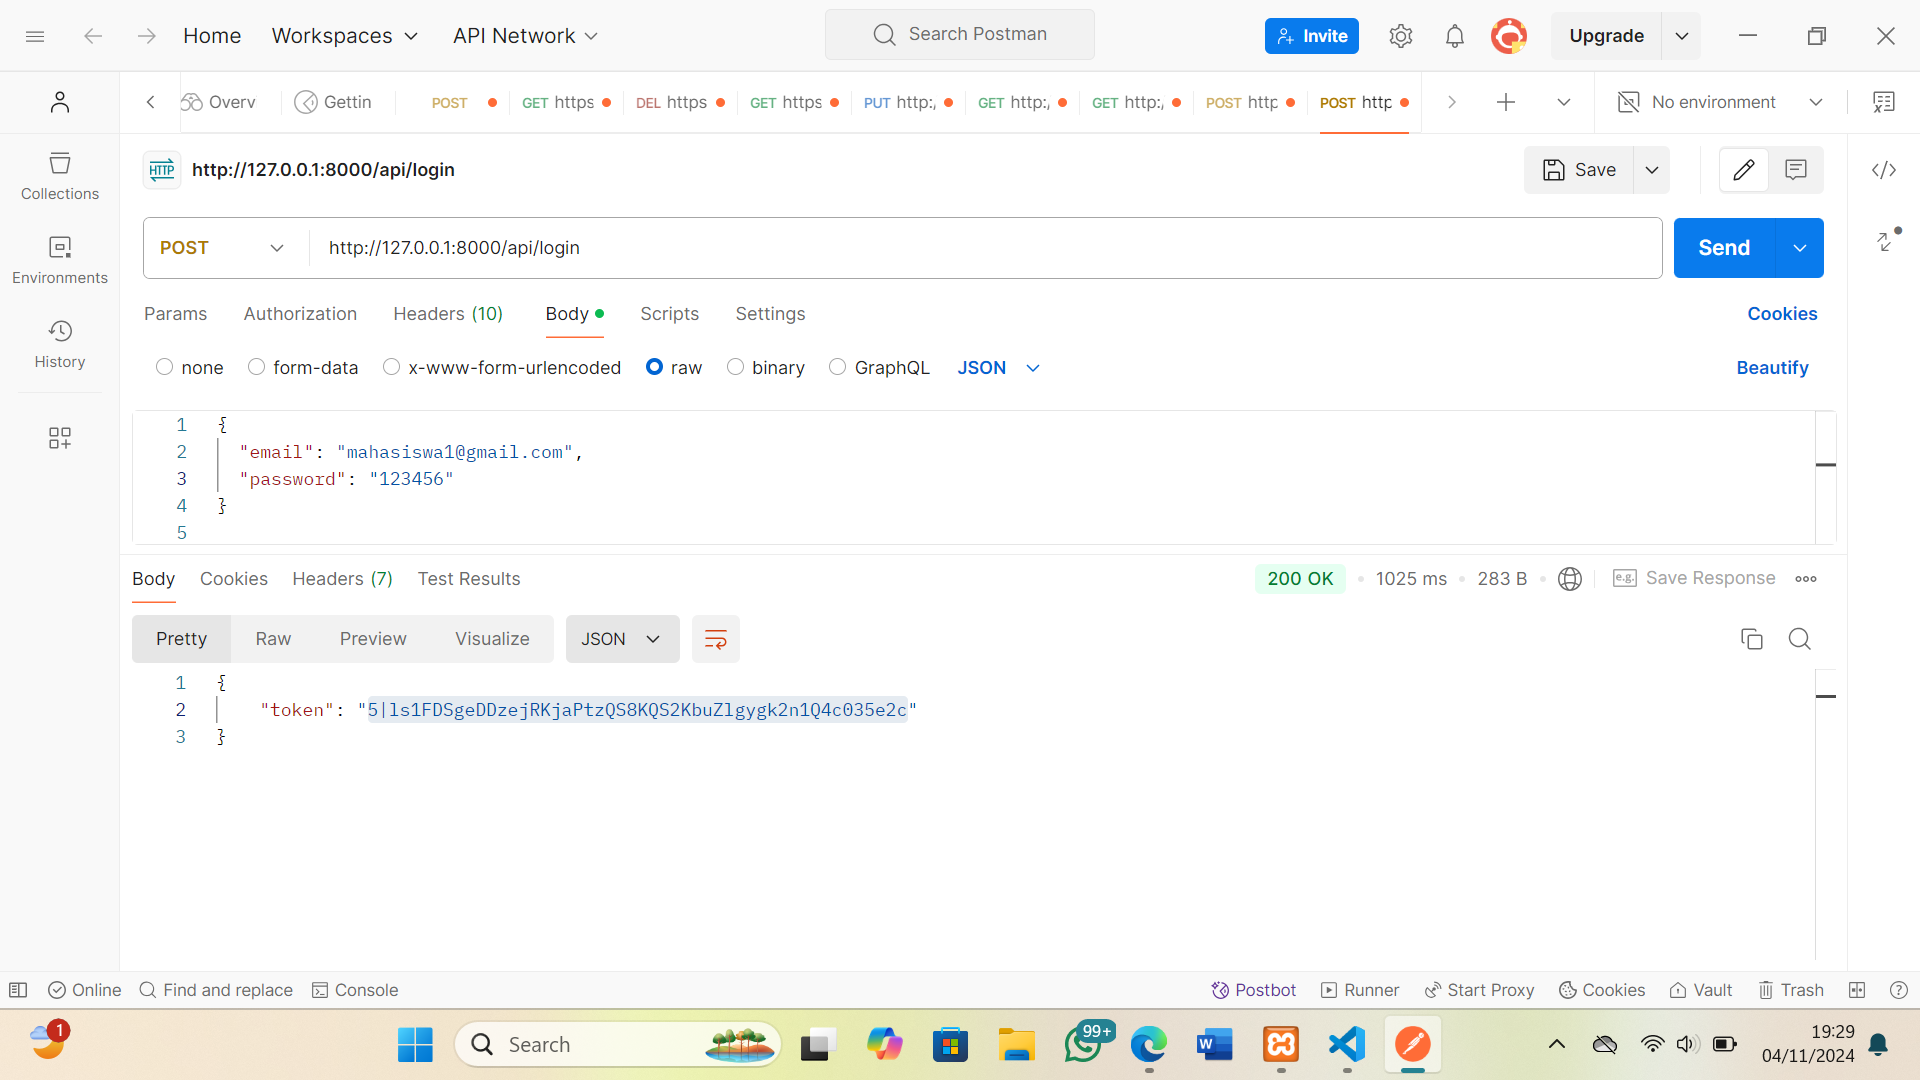 Home Workspaces API Network Search Postman Invite Upgrade
Overv Gettin POST GET https DEL https GET https PUT http:/ GET http:/ GET http:/ POST http POST http No environment
HTTP http://127.0.0.1:8000/api/login Save
Collections
POST http://127.0.0.1:8000/api/login Send
Environments
Params Authorization Headers (10) Body Scripts Settings Cookies
History
none form-data x-www-form-urlencoded raw binary GraphQL JSON Beautify
1 {
2 "email": "mahasiswa1@gmail.com",
3 "password": "123456"
4 }
5
Body Cookies Headers (7) Test Results 200 OK 1025 ms 283 B e.g. Save Response
Pretty Raw Preview Visualize JSON
1 {
2 "token": "5|ls1FDSgeDDzejRKjaPtzQS8KQS2KbuZlgygk2n1Q4c035e2c"
3 }
Online Find and replace Console Postbot Runner Start Proxy Cookies Vault Trash
1 Search 99+ 19:29
04/11/2024